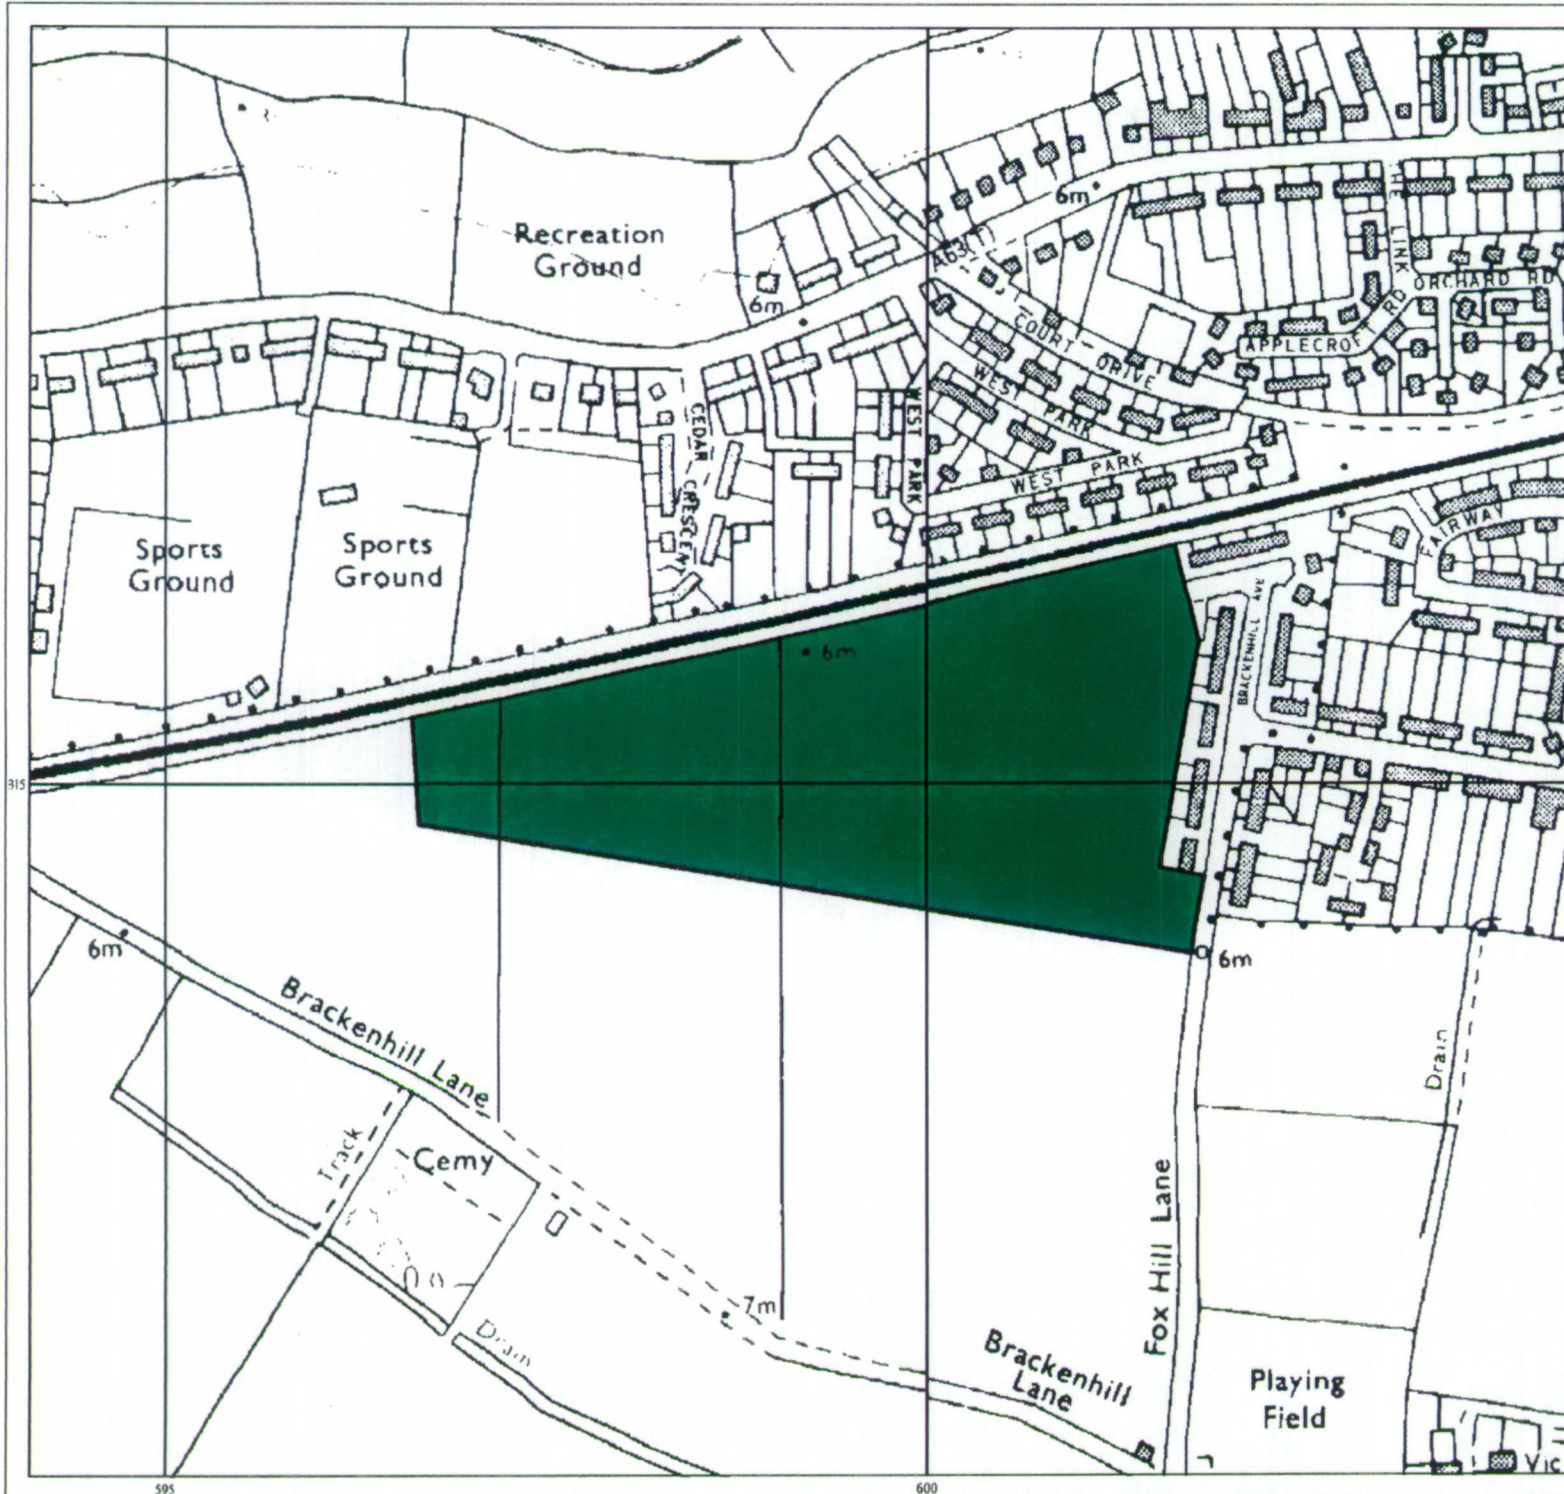 6m
A63(T)
THE LINK
ORCHARD RD
Recreation
Ground
6m
COURT DRIVE
APPLECROFT RD
WEST PARK
WEST PARK
CEDAR
CRESCENT
WEST PARK
FAIRWAY
Sports
Ground
Sports
Ground
BRACKENHILL AVE
6m
315
6m
6m
Brackenhill Lane
Drain
Track
Cemy
Fox Hill Lane
7m
Drain
Brackenhill
Lane
Playing
Field
Vic
595
600